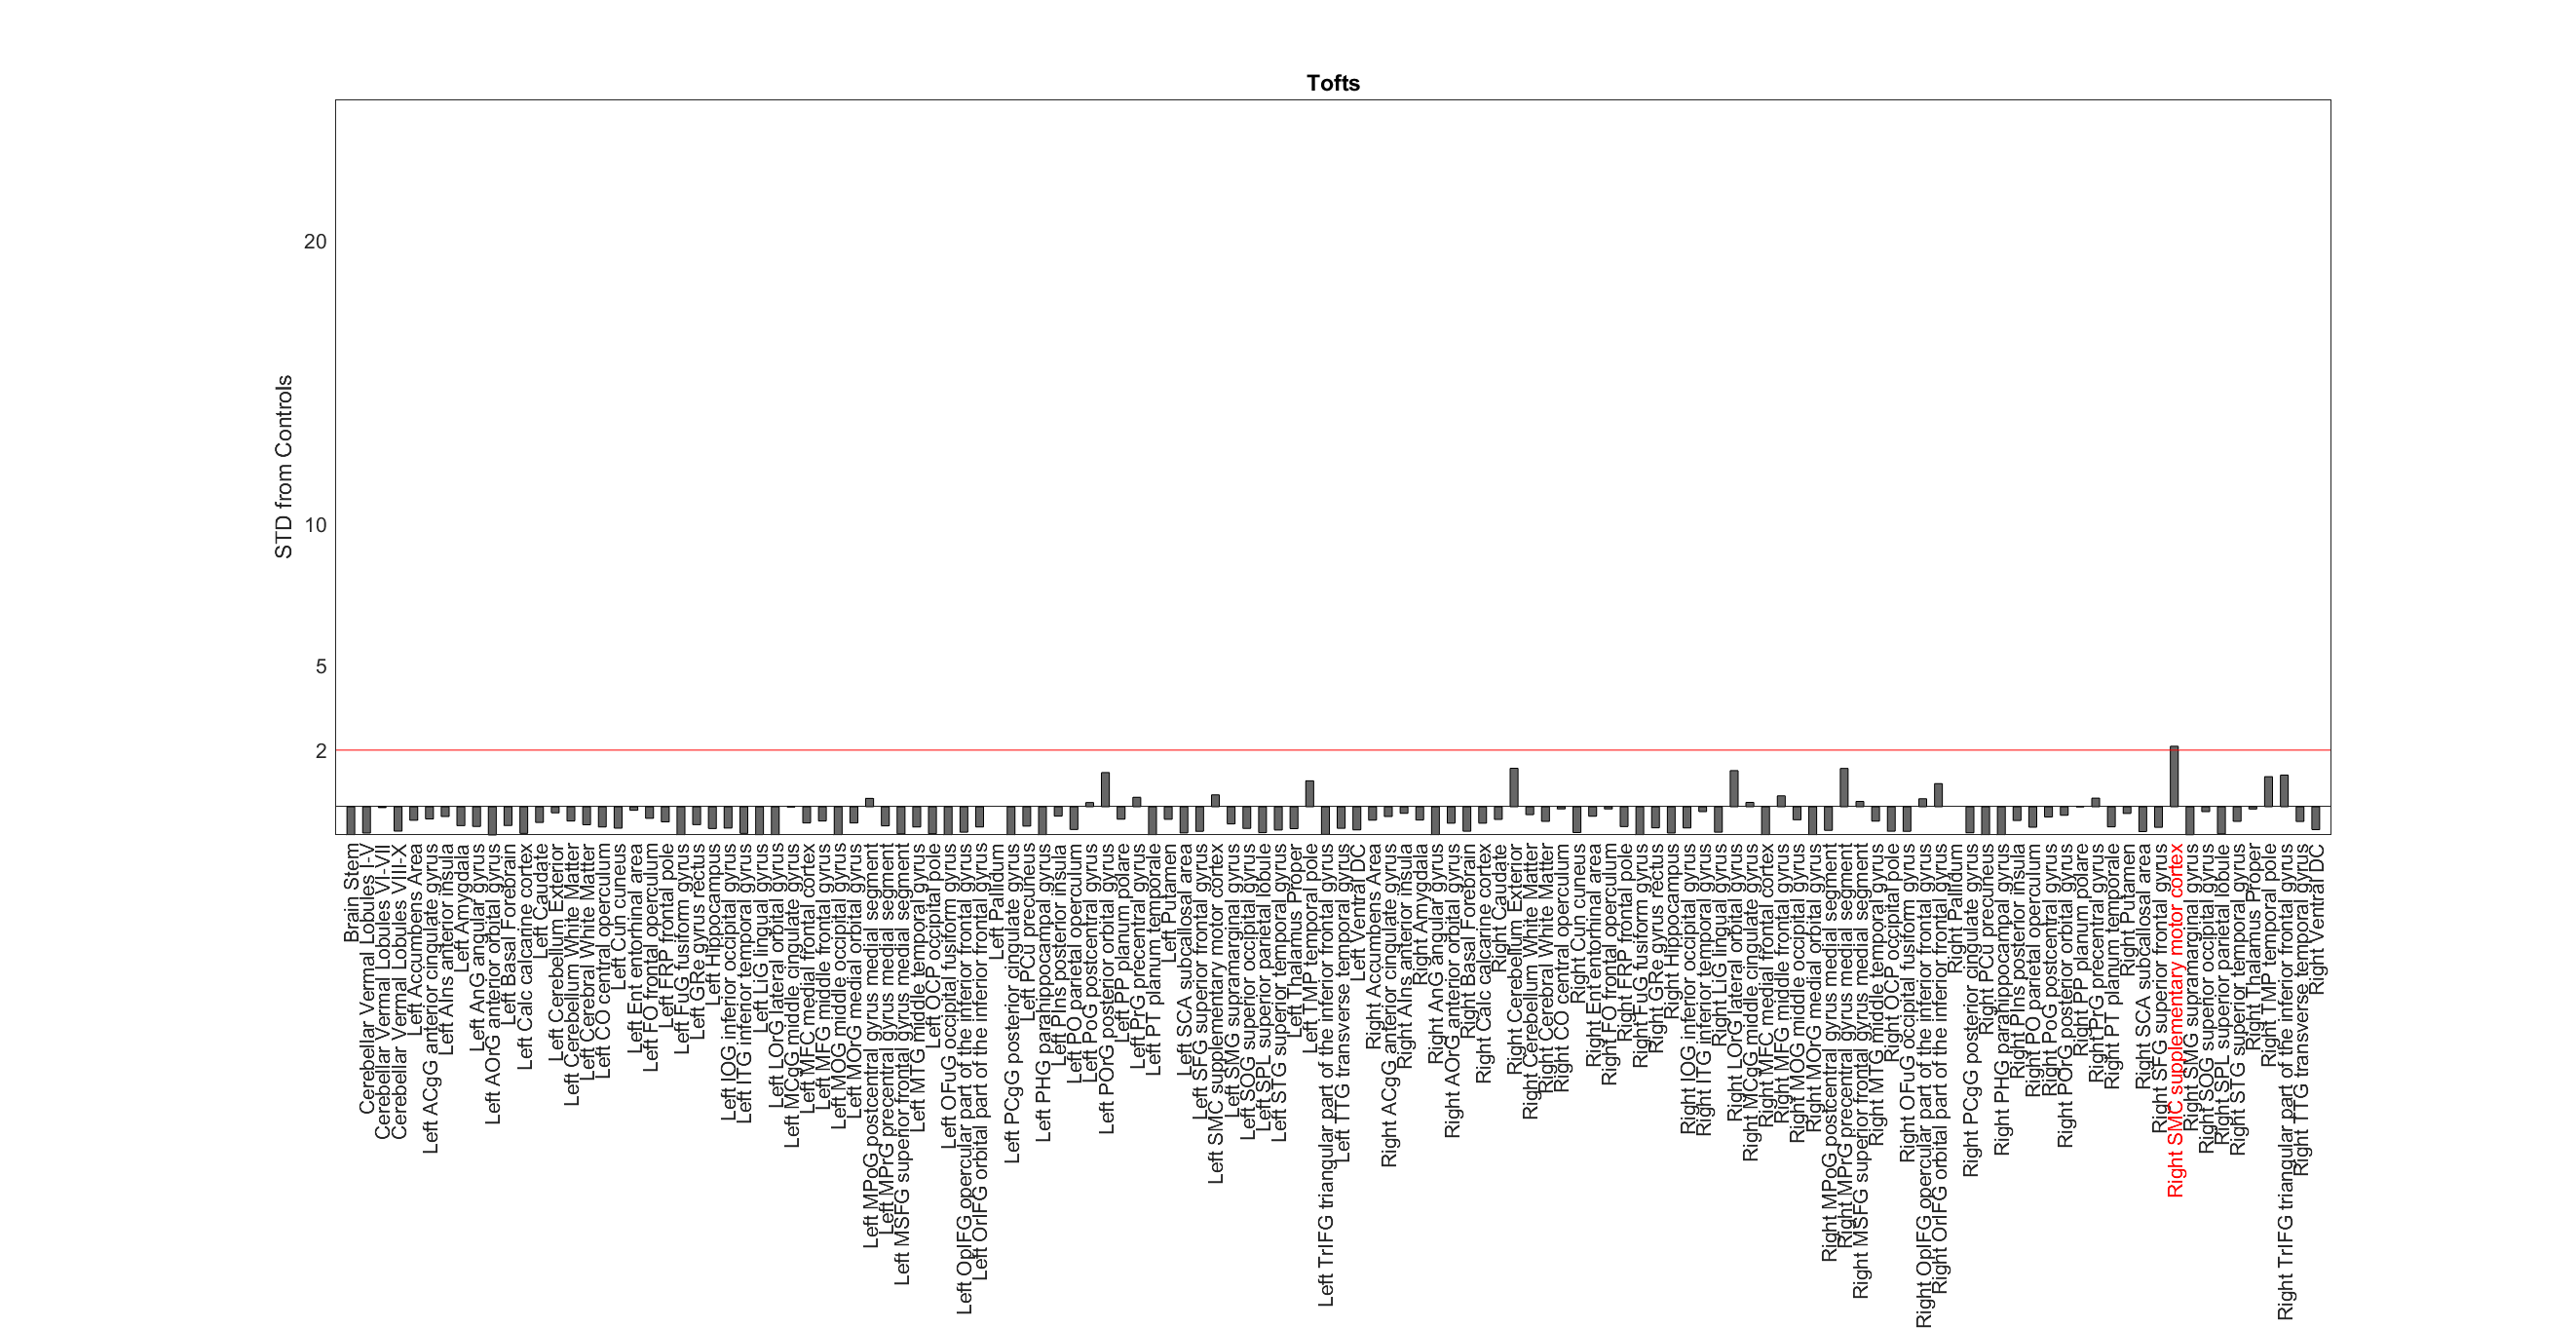 Tofts
STD from Controls
20
10
5
2
Brain Stem
Cerebellar Vermal Lobules I-V
Cerebellar Vermal Lobules VI-VII
Cerebellar Vermal Lobules VIII-X
Left Accumbens Area
Left ACgG anterior cingulate gyrus
Left AIns anterior insula
Left Amygdala
Left AnG angular gyrus
Left AOrG anterior orbital gyrus
Left Basal Forebrain
Left Calc calcarine cortex
Left Caudate
Left Cerebellum Exterior
Left Cerebellum White Matter
Left Cerebral White Matter
Left CO central operculum
Left Cun cuneus
Left Ent entorhinal area
Left FO frontal operculum
Left FRP frontal pole
Left FuG fusiform gyrus
Left GRe gyrus rectus
Left Hippocampus
Left IOG inferior occipital gyrus
Left ITG inferior temporal gyrus
Left LiG lingual gyrus
Left LOrG lateral orbital gyrus
Left MCgG middle cingulate gyrus
Left MFC medial frontal cortex
Left MFG middle frontal gyrus
Left MOG middle occipital gyrus
Left MOrG medial orbital gyrus
Left MPoG postcentral gyrus medial segment
Left MPrG precentral gyrus medial segment
Left MSFG superior frontal gyrus medial segment
Left MTG middle temporal gyrus
Left OCP occipital pole
Left OFuG occipital fusiform gyrus
Left OpIFG opercular part of the inferior frontal gyrus
Left OrIFG orbital part of the inferior frontal gyrus
Left Pallidum
Left PCgG posterior cingulate gyrus
Left PCu precuneus
Left PHG parahippocampal gyrus
Left PIns posterior insula
Left PO parietal operculum
Left PoG postcentral gyrus
Left POrG posterior orbital gyrus
Left PP planum polare
Left PrG precentral gyrus
Left PT planum temporale
Left Putamen
Left SCA subcallosal area
Left SFG superior frontal gyrus
Left SMC supplementary motor cortex
Left SMG supramarginal gyrus
Left SOG superior occipital gyrus
Left SPL superior parietal lobule
Left STG superior temporal gyrus
Left Thalamus Proper
Left TMP temporal pole
Left TrIFG triangular part of the inferior frontal gyrus
Left TTG transverse temporal gyrus
Left Ventral DC
Right Accumbens Area
Right ACgG anterior cingulate gyrus
Right AIns anterior insula
Right Amygdala
Right AnG angular gyrus
Right AOrG anterior orbital gyrus
Right Basal Forebrain
Right Calc calcarine cortex
Right Caudate
Right Cerebellum Exterior
Right Cerebellum White Matter
Right Cerebral White Matter
Right CO central operculum
Right Cun cuneus
Right Ent entorhinal area
Right FO frontal operculum
Right FRP frontal pole
Right FuG fusiform gyrus
Right GRe gyrus rectus
Right Hippocampus
Right IOG inferior occipital gyrus
Right ITG inferior temporal gyrus
Right LiG lingual gyrus
Right LOrG lateral orbital gyrus
Right MCgG middle cingulate gyrus
Right MFC medial frontal cortex
Right MFG middle frontal gyrus
Right MOG middle occipital gyrus
Right MOrG medial orbital gyrus
Right MPoG postcentral gyrus medial segment
Right MPrG precentral gyrus medial segment
Right MSFG superior frontal gyrus medial segment
Right MTG middle temporal gyrus
Right OCP occipital pole
Right OFuG occipital fusiform gyrus
Right OpIFG opercular part of the inferior frontal gyrus
Right OrIFG orbital part of the inferior frontal gyrus
Right Pallidum
Right PCgG posterior cingulate gyrus
Right PCu precuneus
Right PHG parahippocampal gyrus
Right PIns posterior insula
Right PO parietal operculum
Right PoG postcentral gyrus
Right POrG posterior orbital gyrus
Right PP planum polare
Right PrG precentral gyrus
Right PT planum temporale
Right Putamen
Right SCA subcallosal area
Right SFG superior frontal gyrus
Right SMC supplementary motor cortex
Right SMG supramarginal gyrus
Right SOG superior occipital gyrus
Right SPL superior parietal lobule
Right STG superior temporal gyrus
Right Thalamus Proper
Right TMP temporal pole
Right TrIFG triangular part of the inferior frontal gyrus
Right TTG transverse temporal gyrus
Right Ventral DC